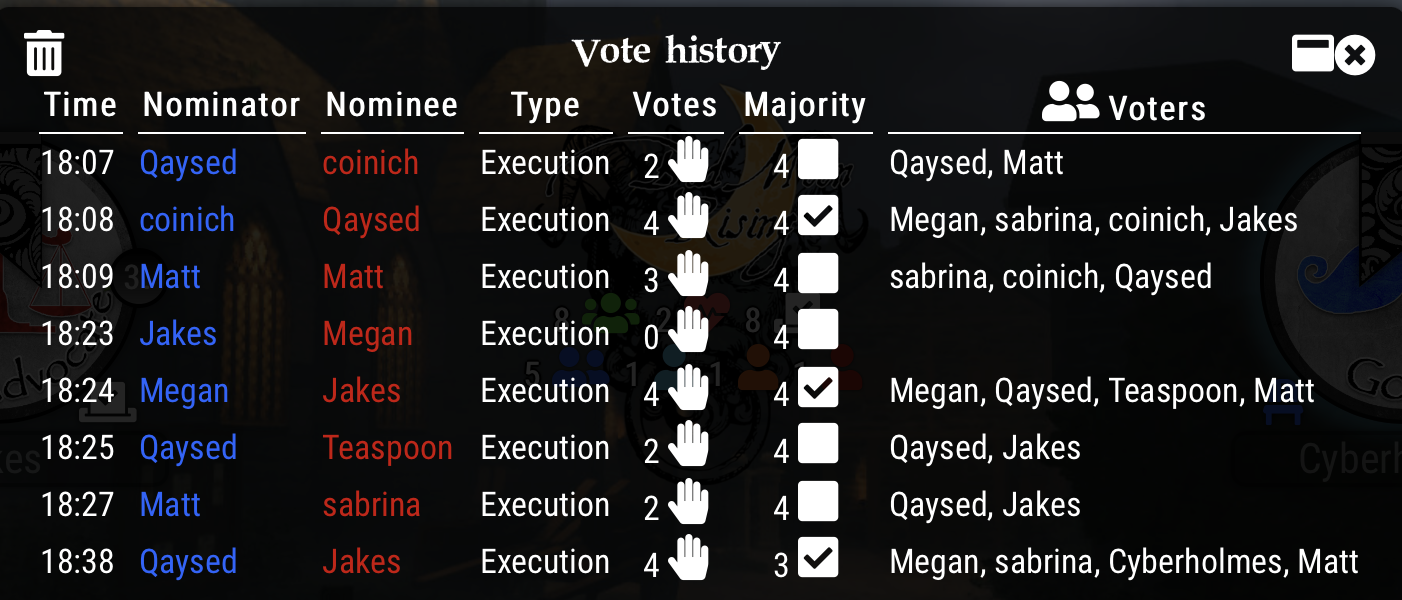 Vote history
Time Nominator Nominee Type Votes Majority Voters
18:07 Qaysed coinich Execution 2 4 Qaysed, Matt
18:08 coinich Qaysed Execution 4 4 Megan, sabrina, coinich, Jakes
18:09 Matt Matt Execution 3 4 sabrina, coinich, Qaysed
18:23 Jakes Megan Execution 0 4
18:24 Megan Jakes Execution 4 4 Megan, Qaysed, Teaspoon, Matt
18:25 Qaysed Teaspoon Execution 2 4 Qaysed, Jakes
18:27 Matt sabrina Execution 2 4 Qaysed, Jakes
18:38 Qaysed Jakes Execution 4 3 Megan, sabrina, Cyberholmes, Matt